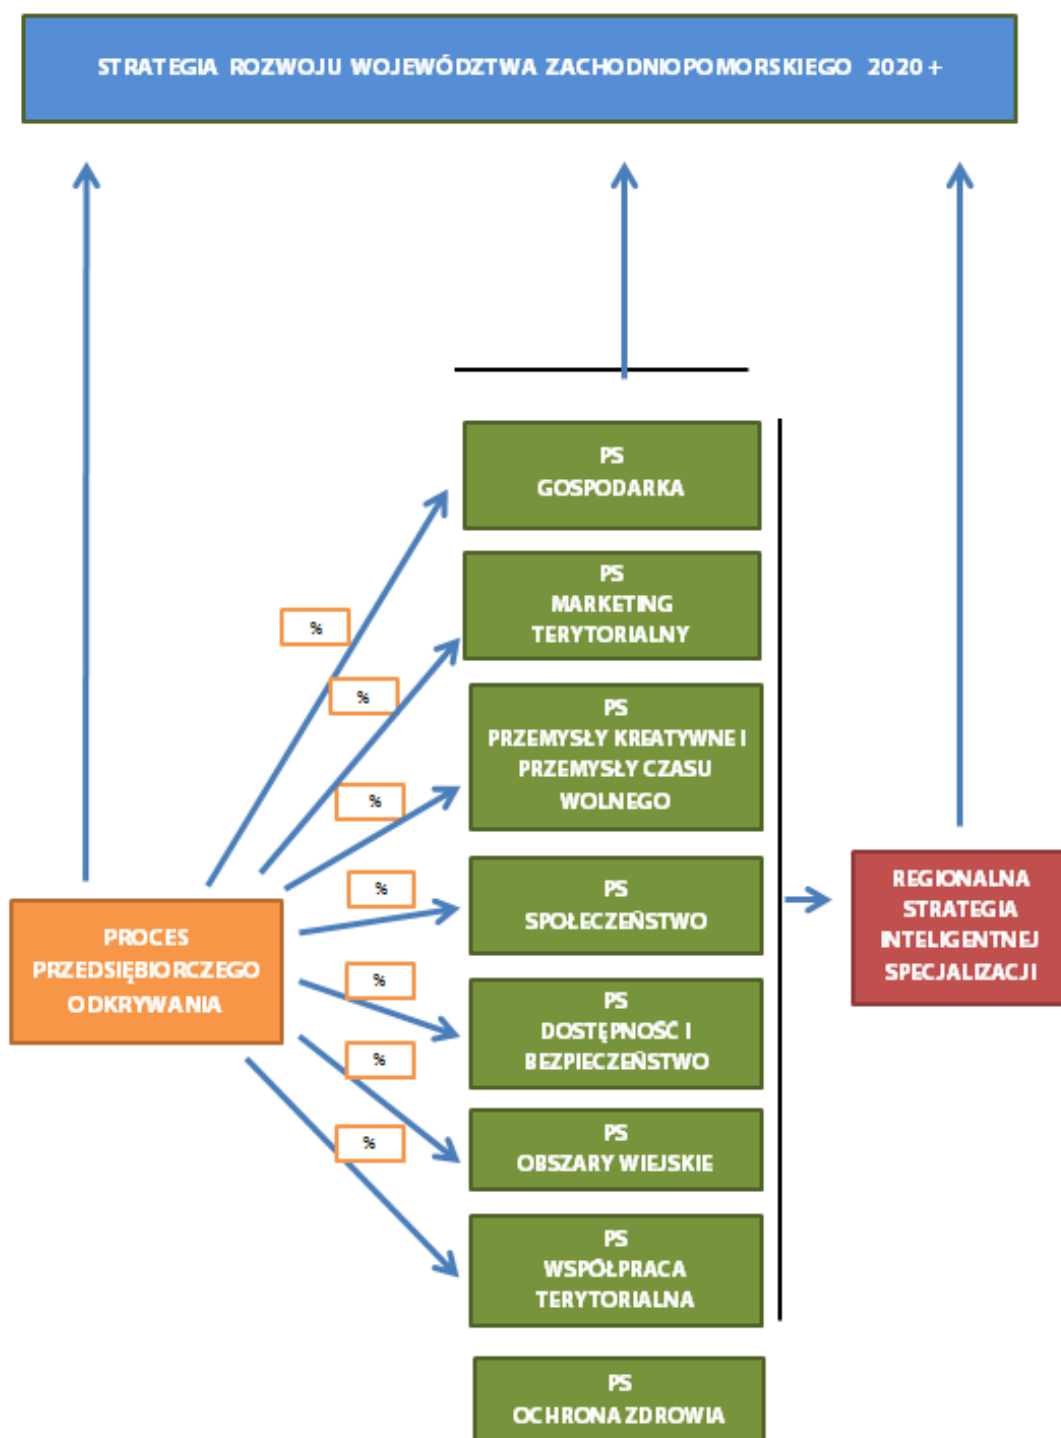 STRATEGIA ROZWOJU WOJEWÓDZTWA ZACHODNIOPOMORSKIEGO 2020 +
PS
GOSPODARKA
PS
MARKETING
TERYTORIALNY
%
%
PS
PRZEMYSŁY KREATYWNE I
PRZEMYSŁY CZASU
WOLNEGO
%
%
PS
SPOŁECZEŃSTWO
REGIONALNA
STRATEGIA
INTELIGENTNEJ
SPECJALIZACJI
PROCES
PRZEDSIĘBIORCZEGO
ODKRYWANIA
%
PS
DOSTĘPNOŚĆ I
BEZPIECZEŃSTWO
%
PS
OBSZARY WIEJSKIE
%
PS
WSPÓŁPRACA
TERYTORIALNA
PS
OCHRONA ZDROWIA